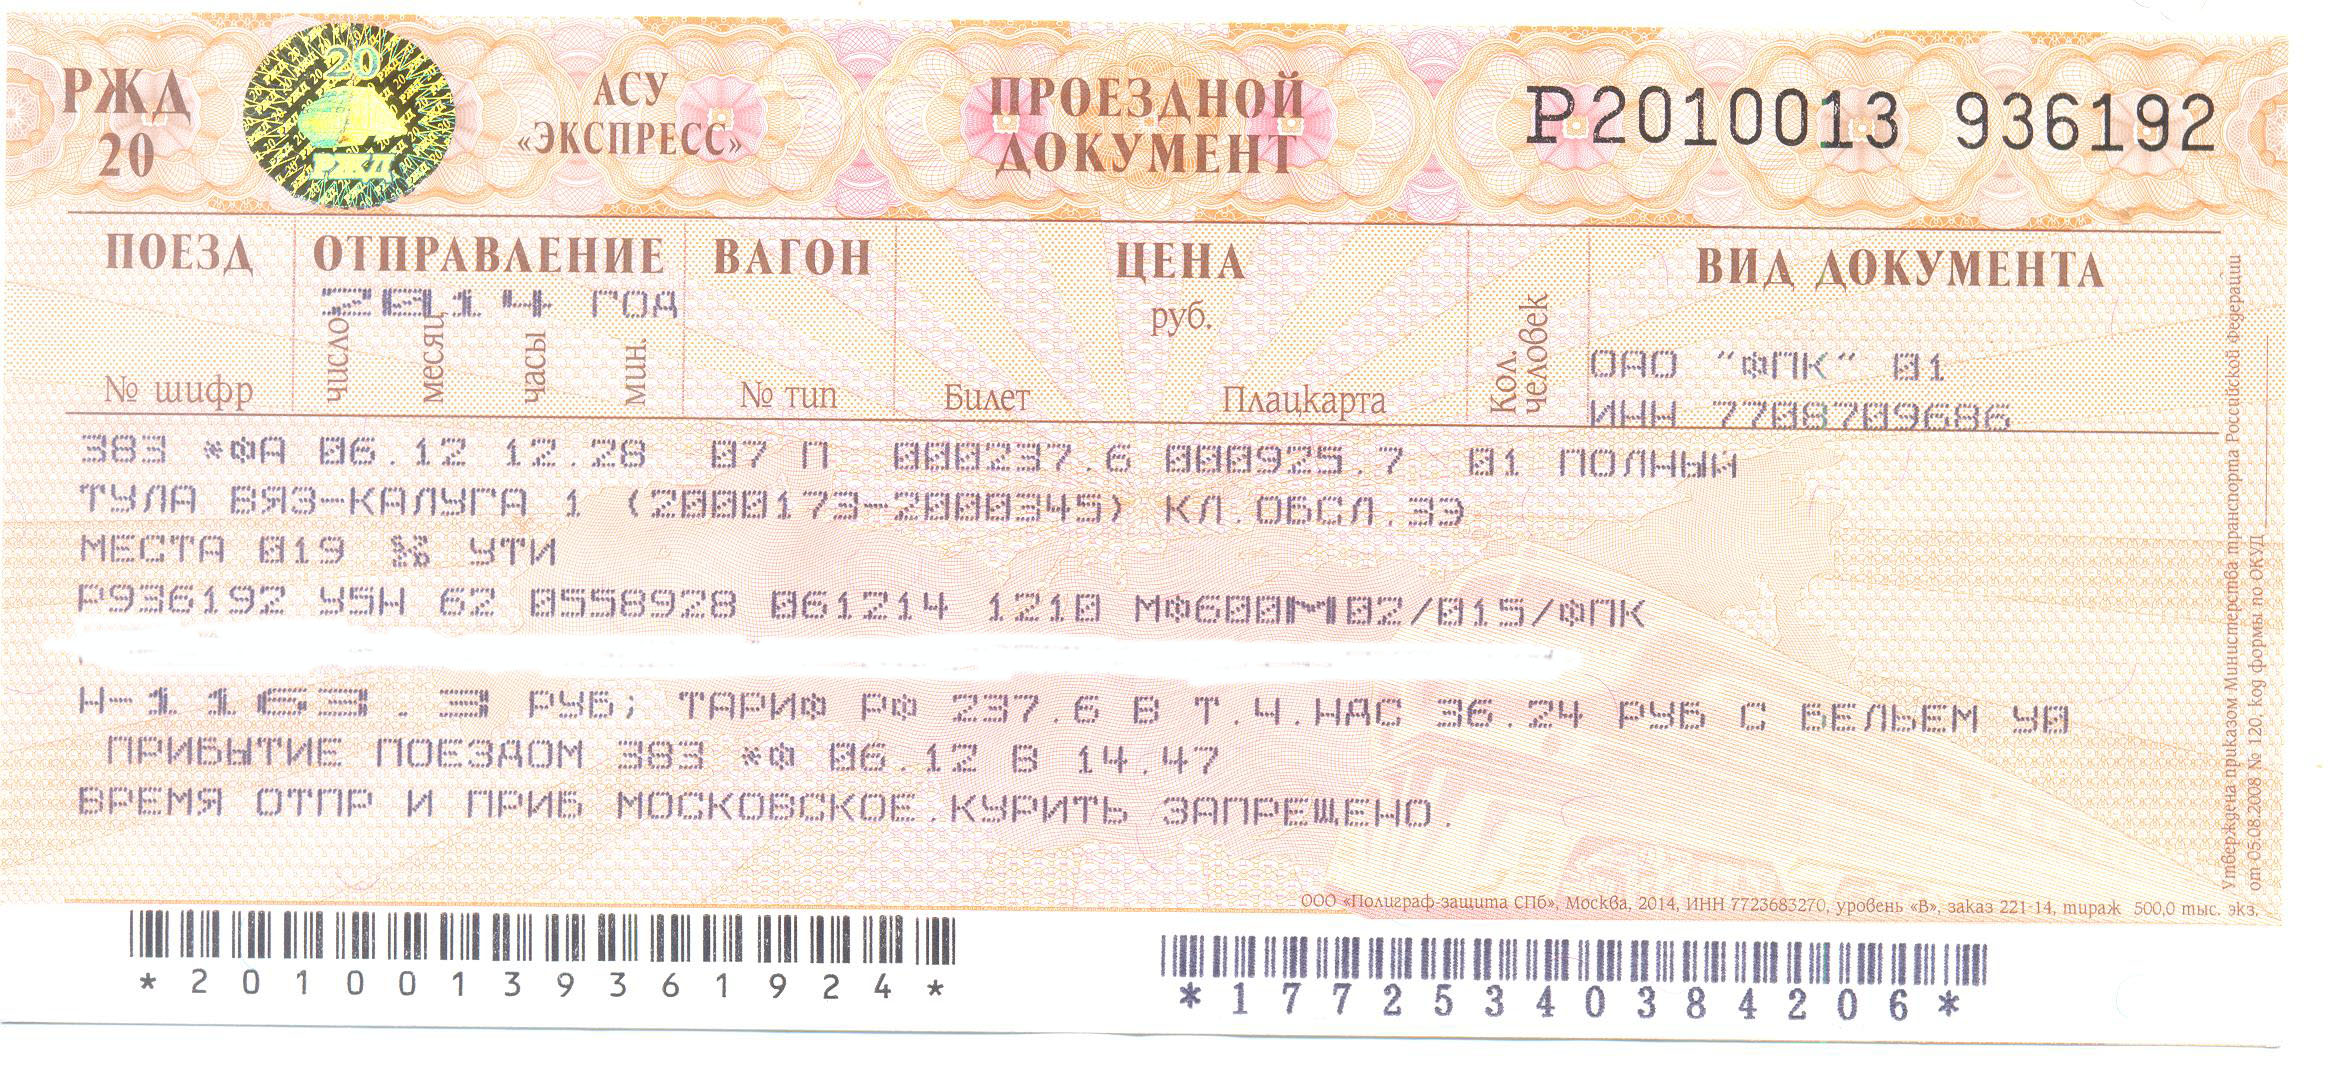 РЖД 20
20 РЖД
АСУ «ЭКСПРЕСС»
ПРОЕЗДНОЙ ДОКУМЕНТ
Р2010013 936192
ПОЕЗД ОТПРАВЛЕНИЕ ВАГОН ЦЕНА ВИД ДОКУМЕНТА
2014 ГОД
руб.
№ шифр число месяц часы мин. № тип Билет Плацкарта Кол. человек
ОАО "ФПК" 01
ИНН 7708709686
383 *ФА 06.12 12.28 07 П 000237.6 000925.7 01 ПОЛНЫЙ
ТУЛА ВЯЗ-КАЛУГА 1 (2000173-2000345) КЛ.ОБСЛ.3Э
МЕСТА 019 УТИ
Р936192 У5Н 62 0558928 061214 1210 МФ600М02/015/ФПК
Н-1163.3 РУБ; ТАРИФ РФ 237.6 В Т.Ч.НДС 36.24 РУБ С БЕЛЬЕМ У0
ПРИБЫТИЕ ПОЕЗДОМ 383 *Ф 06.12 В 14.47
ВРЕМЯ ОТПР И ПРИБ МОСКОВСКОЕ.КУРИТЬ ЗАПРЕЩЕНО.
ООО «Полиграф-защита СПб», Москва, 2014, ИНН 7723683270, уровень «В», заказ 221-14, тираж 500,0 тыс. экз.
Утверждена приказом Министерства транспорта Российской Федерации
от 05.08.2008 № 120, код формы по ОКУД
*20100139361924*
*17725340384206*